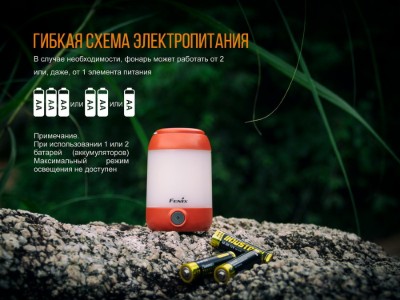 ГИБКАЯ СХЕМА ЭЛЕКТРОПИТАНИЯ
В случае необходимости, фонарь может работать от 2
или, даже, от 1 элемента питания
AA AA AA ИЛИ AA AA ИЛИ AA
Примечание.
При использовании 1 или 2
батарей (аккумуляторов)
Максимальный режим
освещения не доступен
FENIX